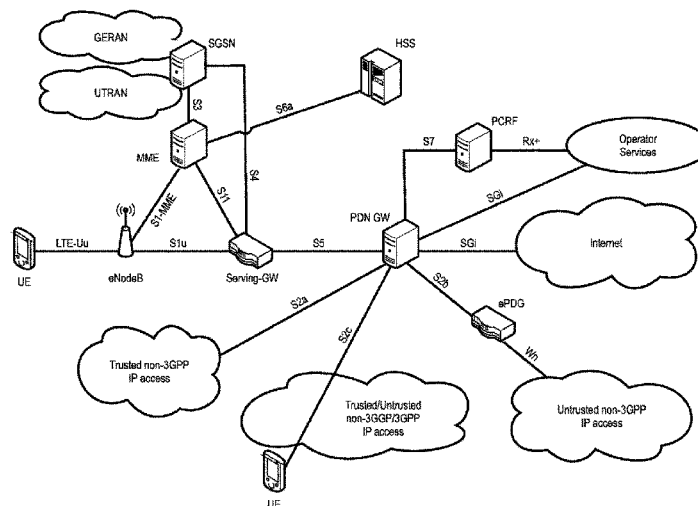 GERAN
SGSN
HSS
UTRAN
S3
S6a
PCRF
S7
Rx+
Operator
Services
MME
S4
S1-MME
S11
SGi
PDN GW
LTE-Uu
S1u
S5
SGi
Internet
UE
eNodeB
Serving-GW
S2a
S2b
ePDG
S2c
Wn
Trusted non-3GPP
IP access
Trusted/Untrusted
non-3GGP/3GPP
IP access
Untrusted non-3GPP
IP access
UE